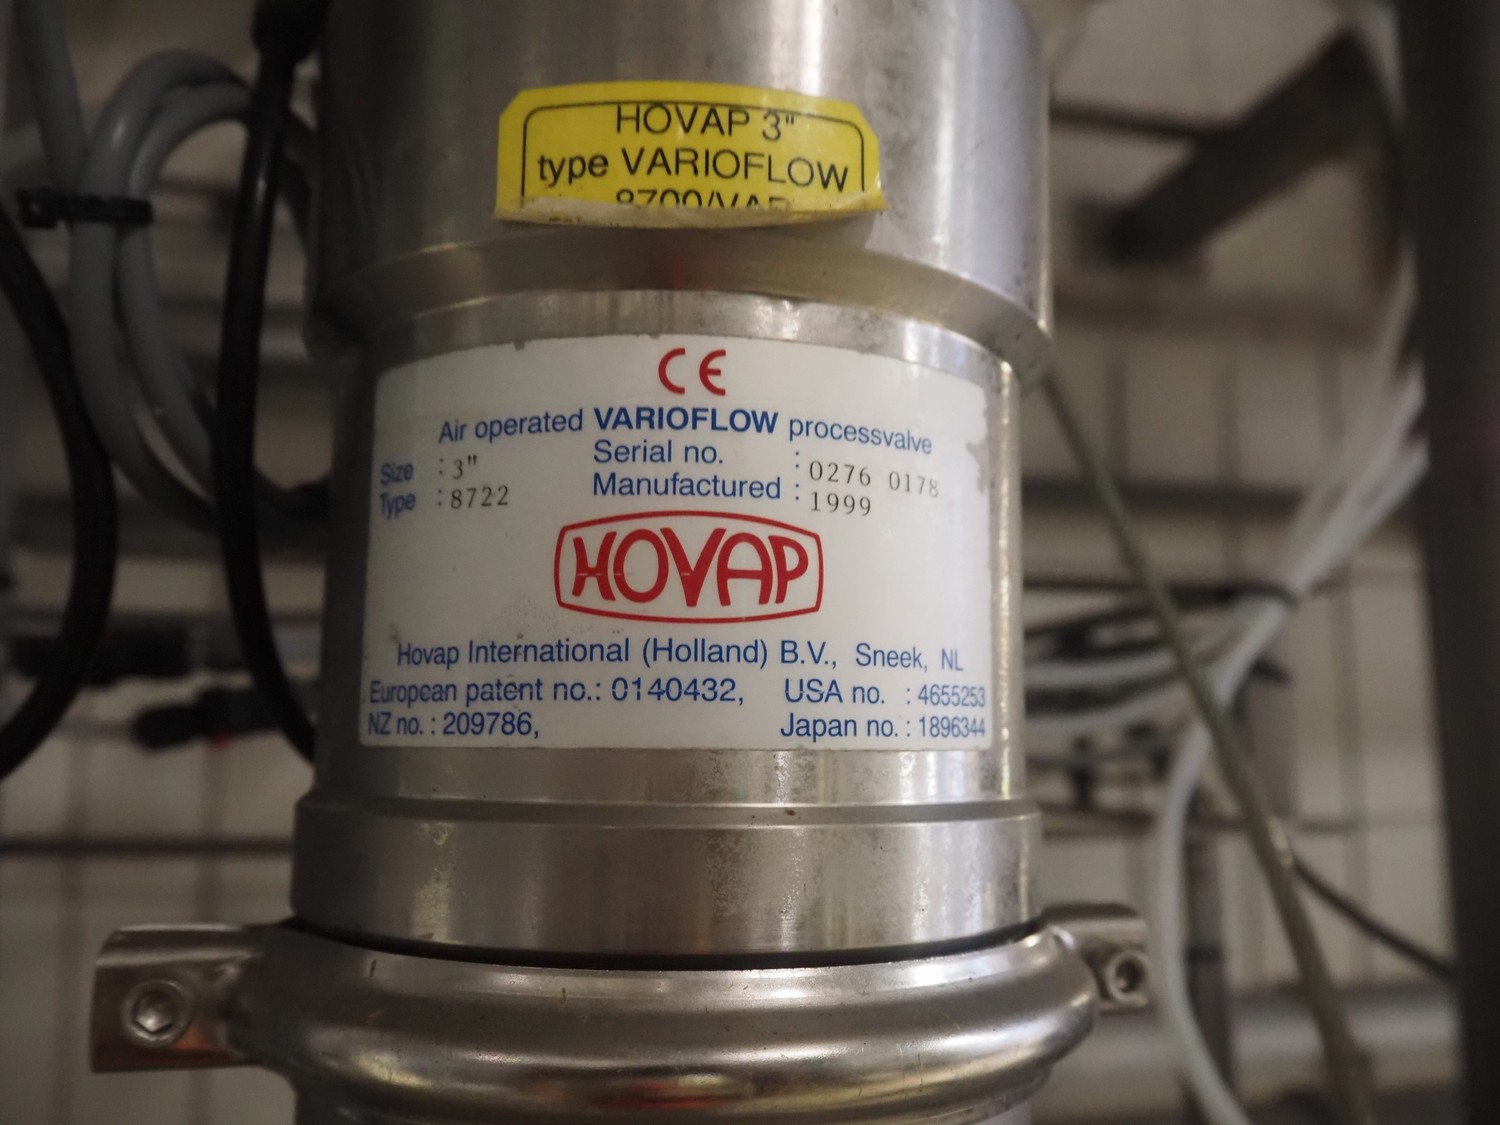 HOVAP 3"
type VARIOFLOW
8700/VAR
CE
Air operated VARIOFLOW processvalve
Size : 3" Serial no. : 0276 0178
Type : 8722 Manufactured : 1999
HOVAP
Hovap International (Holland) B.V., Sneek, NL
European patent no.: 0140432, USA no. : 4655253
NZ no. : 209786, Japan no. : 1896344